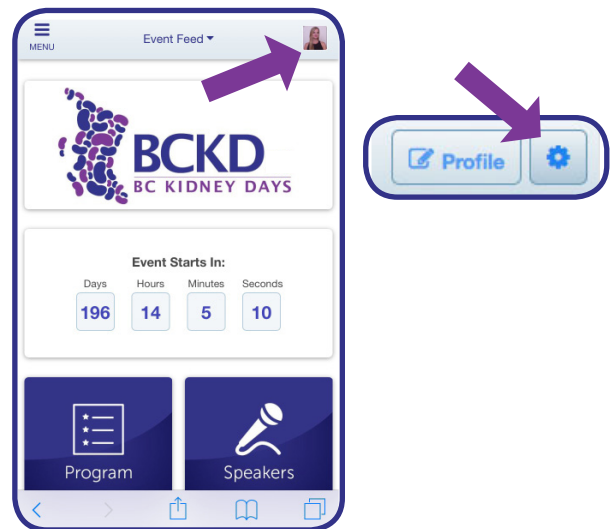 MENU
Event Feed
BCKD
BC KIDNEY DAYS
Event Starts In:
Days Hours Minutes Seconds
196 14 5 10
Program Speakers
Profile